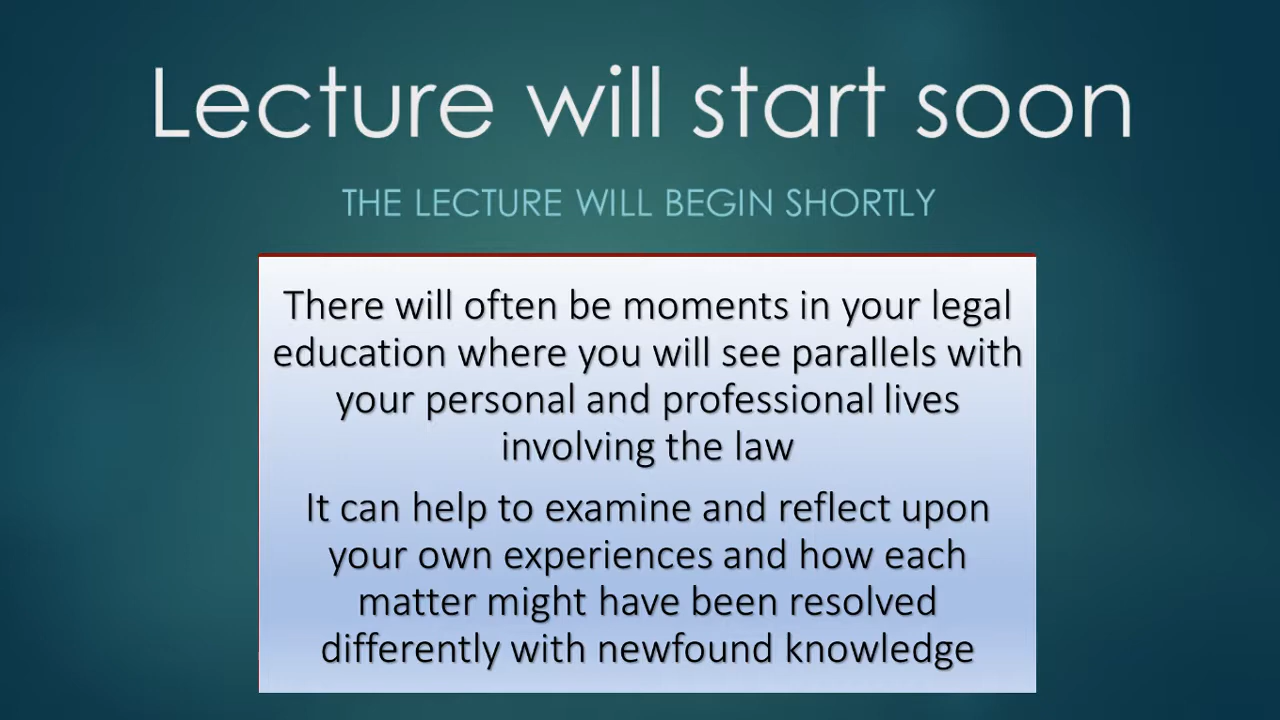 Lecture will start soon
THE LECTURE WILL BEGIN SHORTLY
There will often be moments in your legal
education where you will see parallels with
your personal and professional lives
involving the law
It can help to examine and reflect upon
your own experiences and how each
matter might have been resolved
differently with newfound knowledge